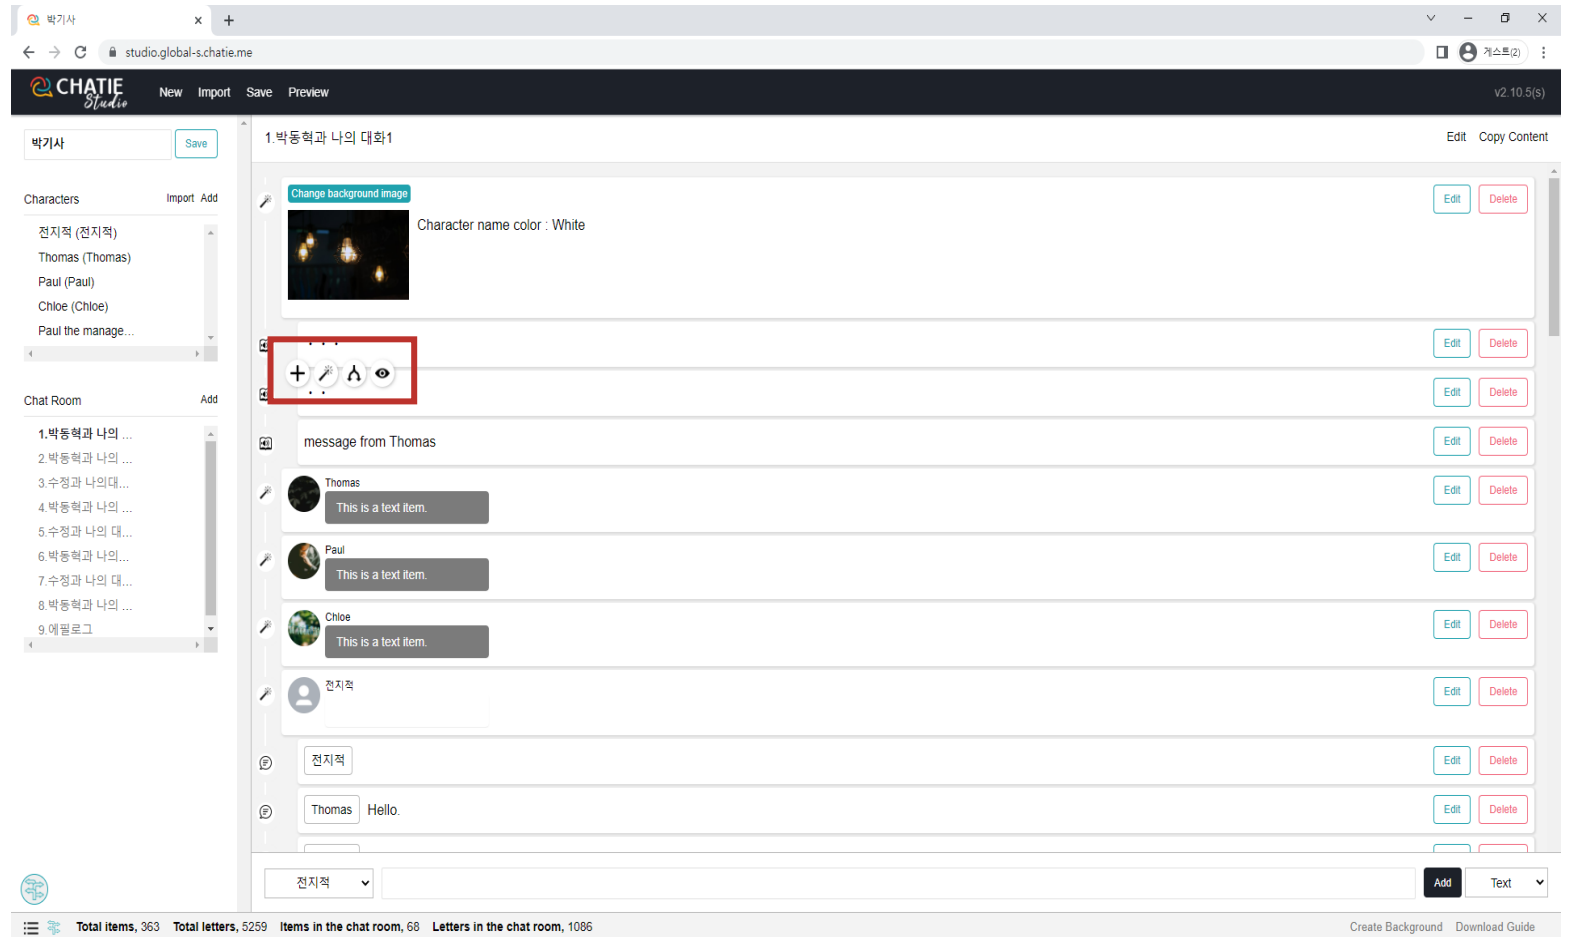 박기사
studio.global-s.chatie.me
게스트(2)
CHATIE
Studio
New Import Save Preview
v2.10.5(s)
박기사
Save
1.박동혁과 나의 대화1
Edit Copy Content
Characters
Import Add
전지적 (전지적)
Thomas (Thomas)
Paul (Paul)
Chloe (Chloe)
Paul the manage...
Chat Room
Add
1.박동혁과 나의 ...
2.박동혁과 나의 ...
3.수정과 나의대...
4.박동혁과 나의 ...
5.수정과 나의 대...
6.박동혁과 나의...
7.수정과 나의 대...
8.박동혁과 나의 ...
9.에필로그
Change background image
Character name color : White
Edit Delete
. . .
Edit Delete
. .
Edit Delete
message from Thomas
Edit Delete
Thomas
This is a text item.
Edit Delete
Paul
This is a text item.
Edit Delete
Chloe
This is a text item.
Edit Delete
전지적
Edit Delete
전지적
Edit Delete
Thomas Hello.
Edit Delete
전지적
Add
Text
Total items, 363 Total letters, 5259 Items in the chat room, 68 Letters in the chat room, 1086
Create Background Download Guide